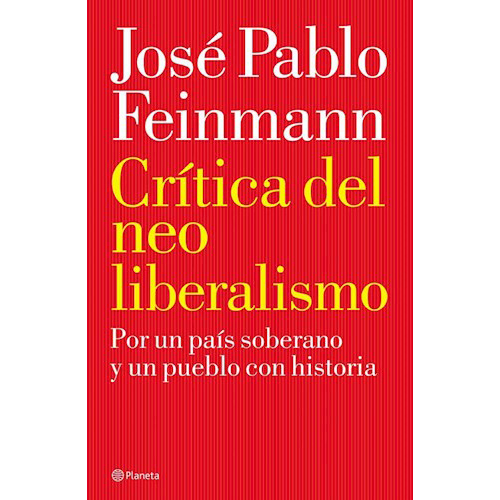 José Pablo
Feinmann
Crítica del
neo
liberalismo
Por un país soberano
y un pueblo con historia
Planeta